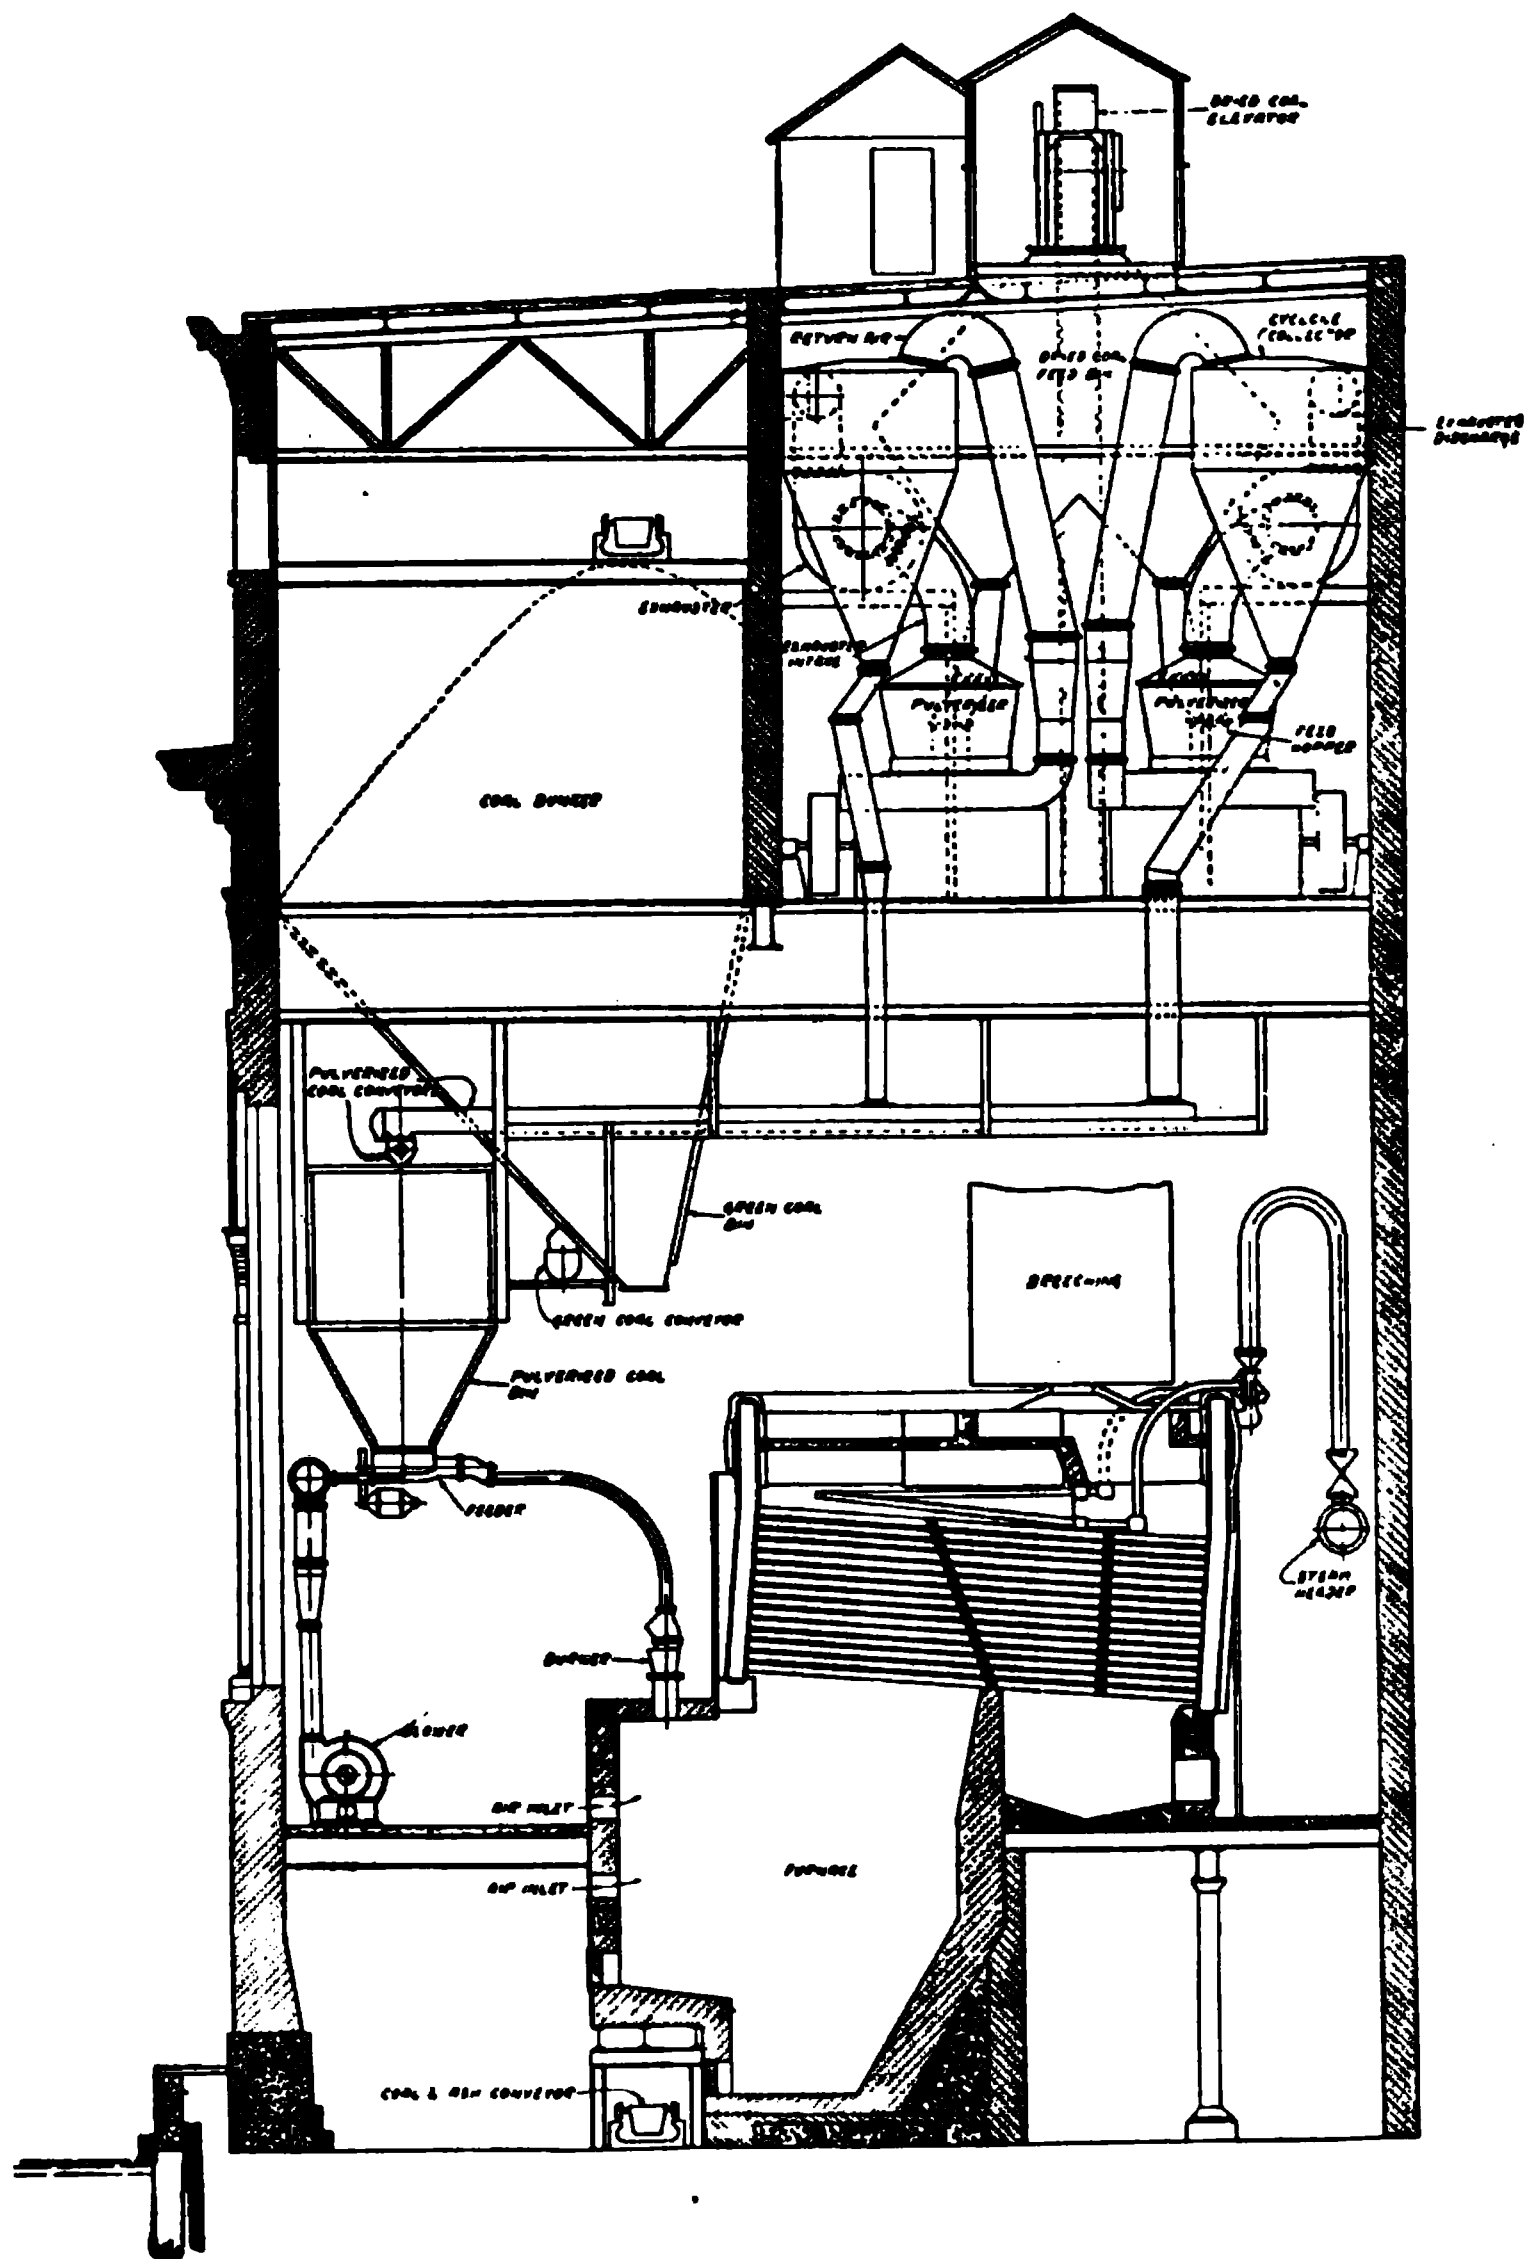 DRIED COAL
ELEVATOR
RETURN AIR
DRIED COAL
FEED BIN
CYCLONE
COLLECTOR
EXHAUSTER
DISCHARGE
EXHAUSTER
EXHAUSTER
INTAKE
PULVERIZER
PULVERIZER
FEED
HOPPER
COAL BUNKER
PULVERIZED
COAL CONVEYOR
GREEN COAL
BIN
GREEN COAL CONVEYOR
BREECHING
PULVERIZED COAL
BIN
FEEDER
STEAM
HEADER
BURNER
BLOWER
AIR INLET
AIR INLET
FURNACE
COAL & ASH CONVEYOR